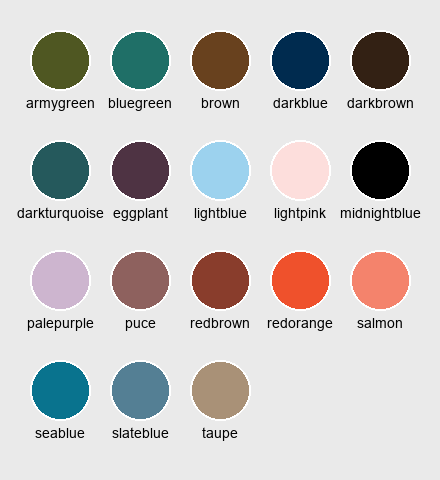 armygreen bluegreen brown darkblue darkbrown
darkturquoise eggplant lightblue lightpink midnightblue
palepurple puce redbrown redorange salmon
seablue slateblue taupe